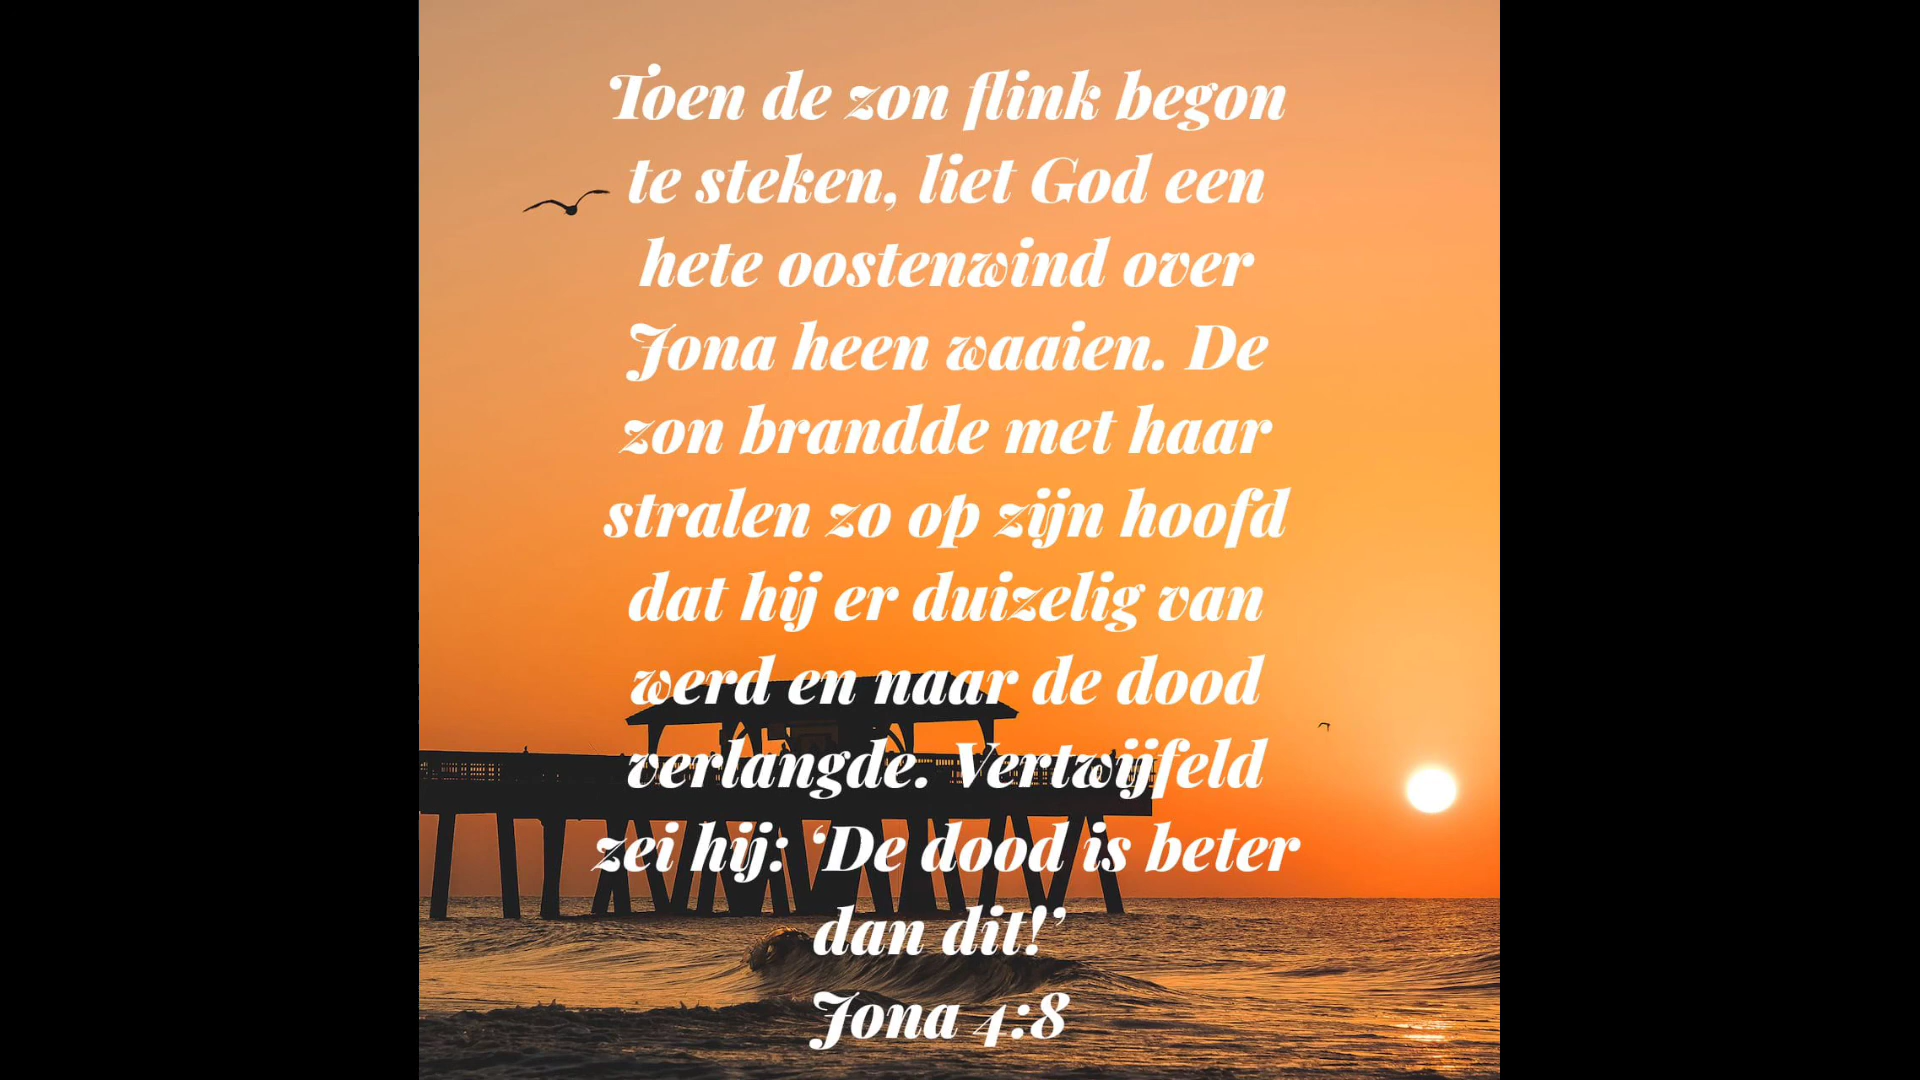 Toen de zon flink begon
te steken, liet God een
hete oostenwind over
Jona heen waaien. De
zon brandde met haar
stralen zo op zijn hoofd
dat hij er duizelig van
werd en naar de dood
verlangde. Vertwijfeld
zei hij: ‘De dood is beter
dan dit!’
Jona 4:8